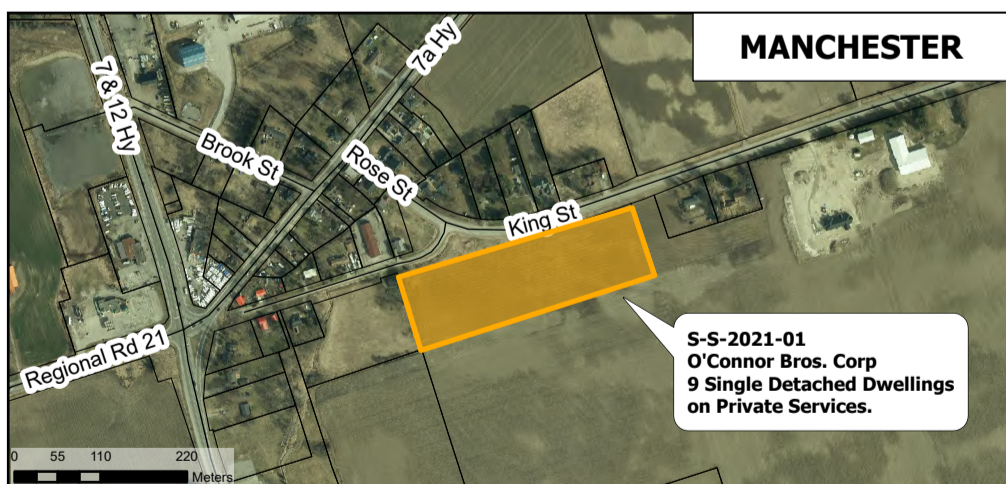 MANCHESTER
7a Hy
7 & 12 Hy
Brook St
Rose St
King St
Regional Rd 21
S-S-2021-01
O'Connor Bros. Corp
9 Single Detached Dwellings
on Private Services.
0 55 110 220
Meters